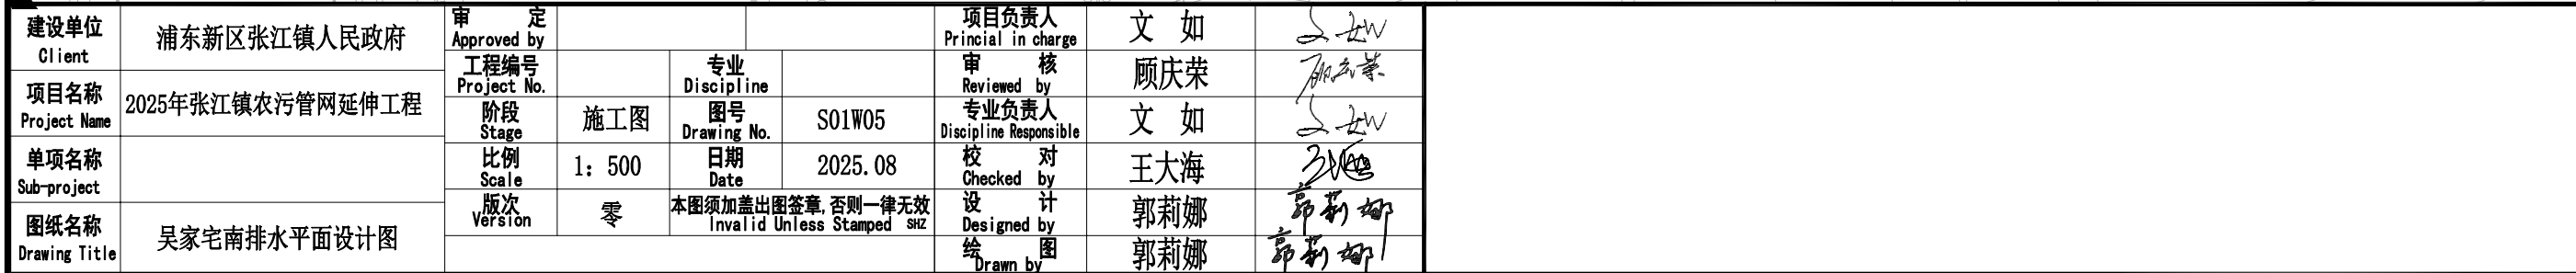 建设单位
Client
浦东新区张江镇人民政府
项目名称
Project Name
2025年张江镇农污管网延伸工程
单项名称
Sub-project
图纸名称
Drawing Title
吴家宅南排水平面设计图
审 定
Approved by
工程编号
Project No.
专业
Discipline
阶段
Stage
施工图
图号
Drawing No.
S01W05
比例
Scale
1: 500
日期
Date
2025.08
版次
Version
零
本图须加盖出图签章,否则一律无效
Invalid Unless Stamped SHZ
项目负责人
Princial in charge
文 如
文如
审 核
Reviewed by
顾庆荣
顾庆荣
专业负责人
Discipline Responsible
文 如
文如
校 对
Checked by
王大海
设 计
Designed by
郭莉娜
郭莉娜
绘 图
Drawn by
郭莉娜
郭莉娜